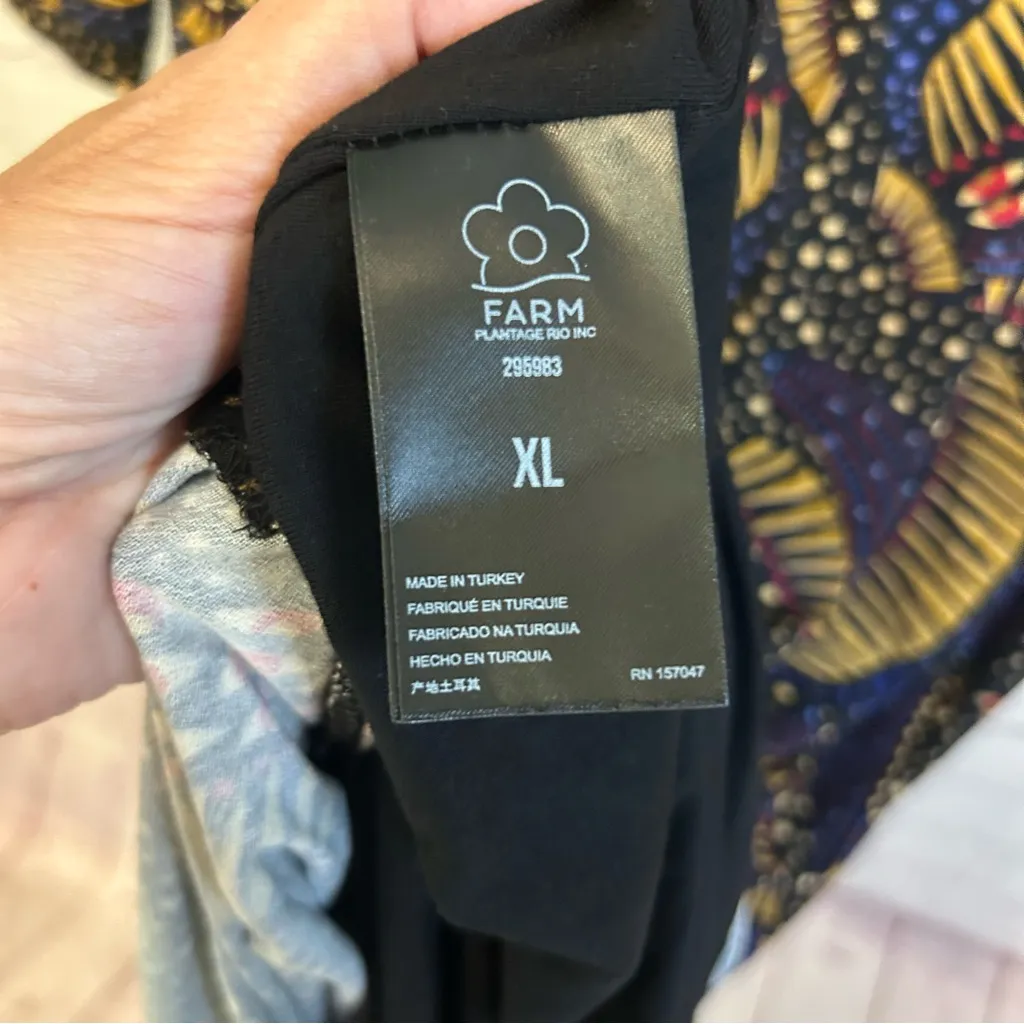 FARM
PLANTAGE RIO INC
295983
XL
MADE IN TURKEY
FABRIQUÉ EN TURQUIE
FABRICADO NA TURQUIA
HECHO EN TURQUIA
产地土耳其
RN 157047